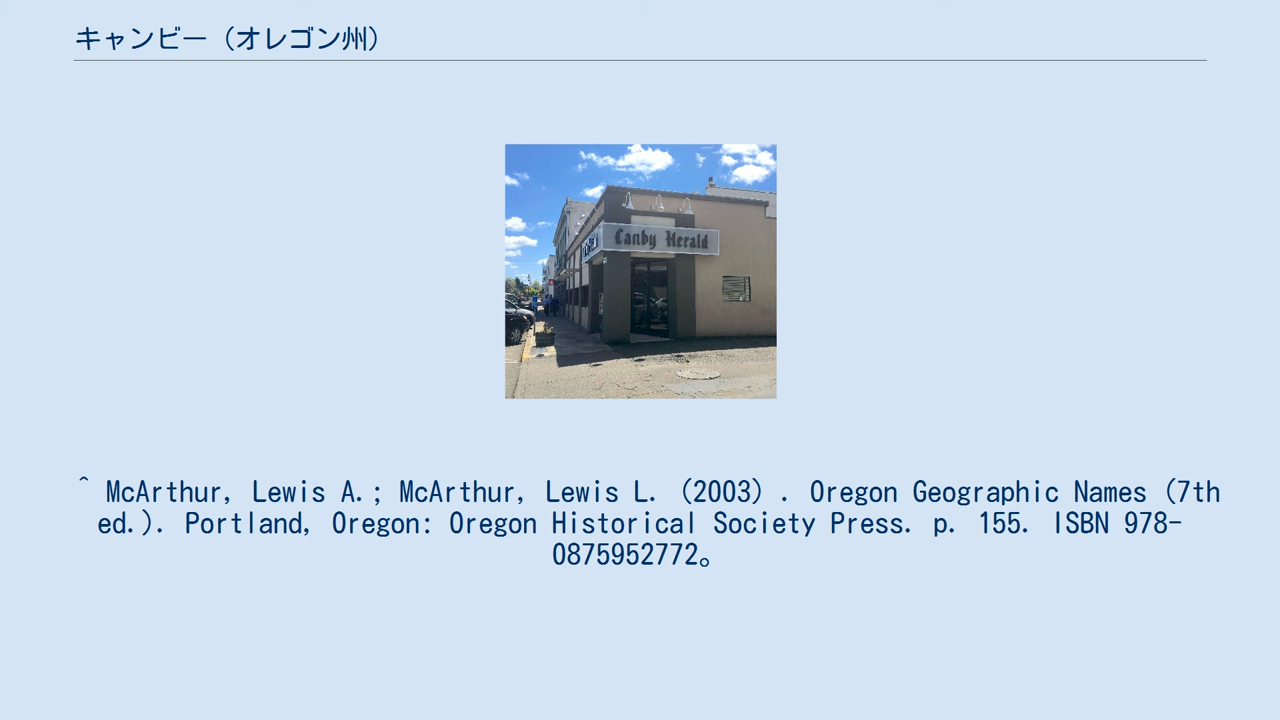 キャンビー（オレゴン州）
Canby Herald
^ McArthur, Lewis A.; McArthur, Lewis L. (2003). Oregon Geographic Names (7th
ed.). Portland, Oregon: Oregon Historical Society Press. p. 155. ISBN 978-
0875952772。